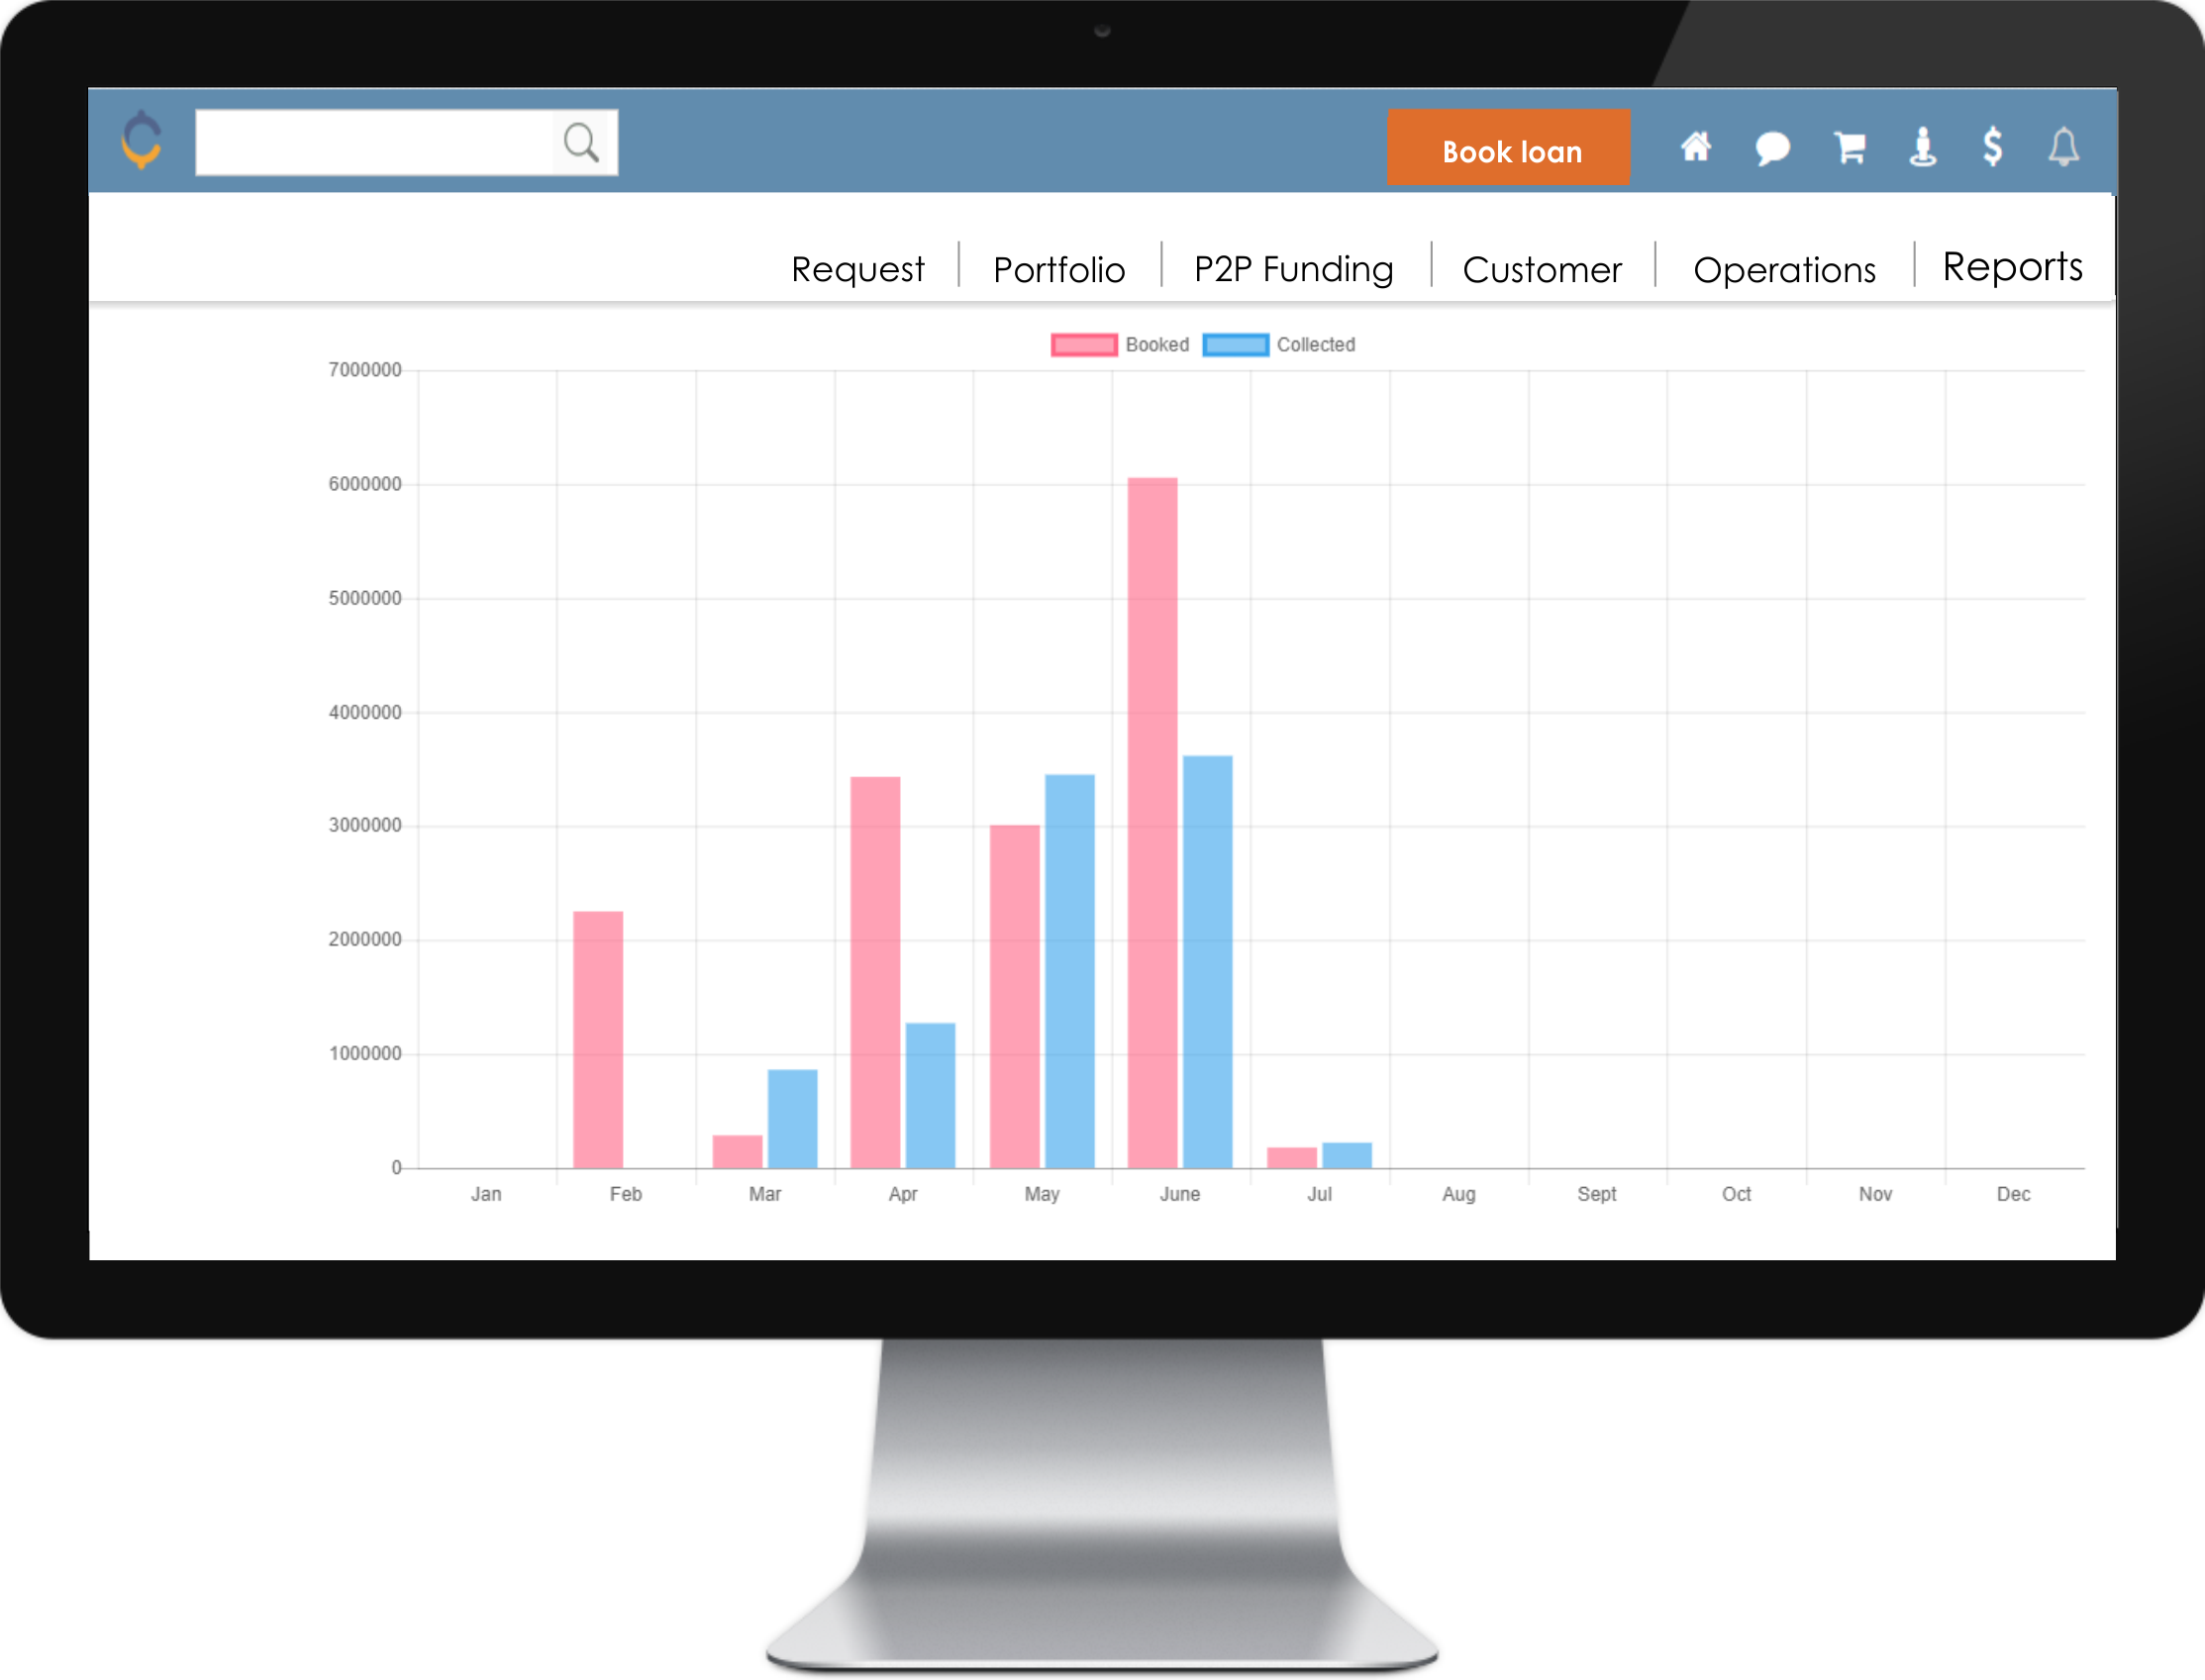 Book loan
Request Portfolio P2P Funding Customer Operations Reports
Booked Collected
7000000
6000000
5000000
4000000
3000000
2000000
1000000
0
Jan Feb Mar Apr May June Jul Aug Sept Oct Nov Dec